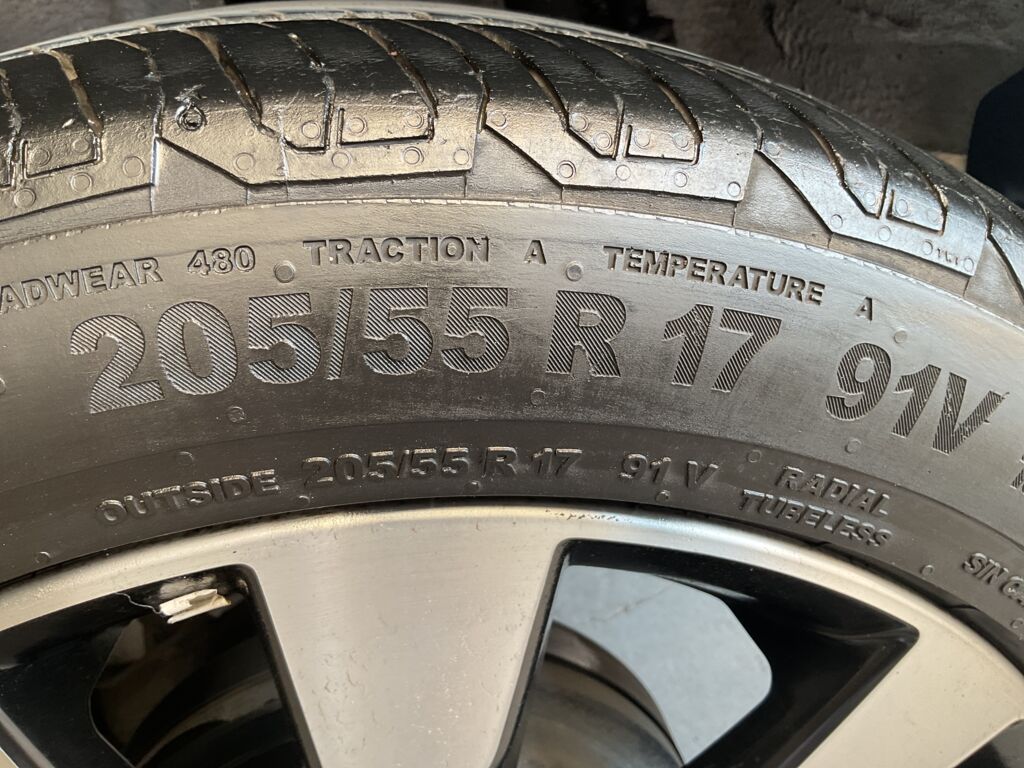 ADWEAR 480 TRACTION A TEMPERATURE A
205/55 R 17 91V
OUTSIDE 205/55 R 17 91 V
RADIAL
TUBELESS